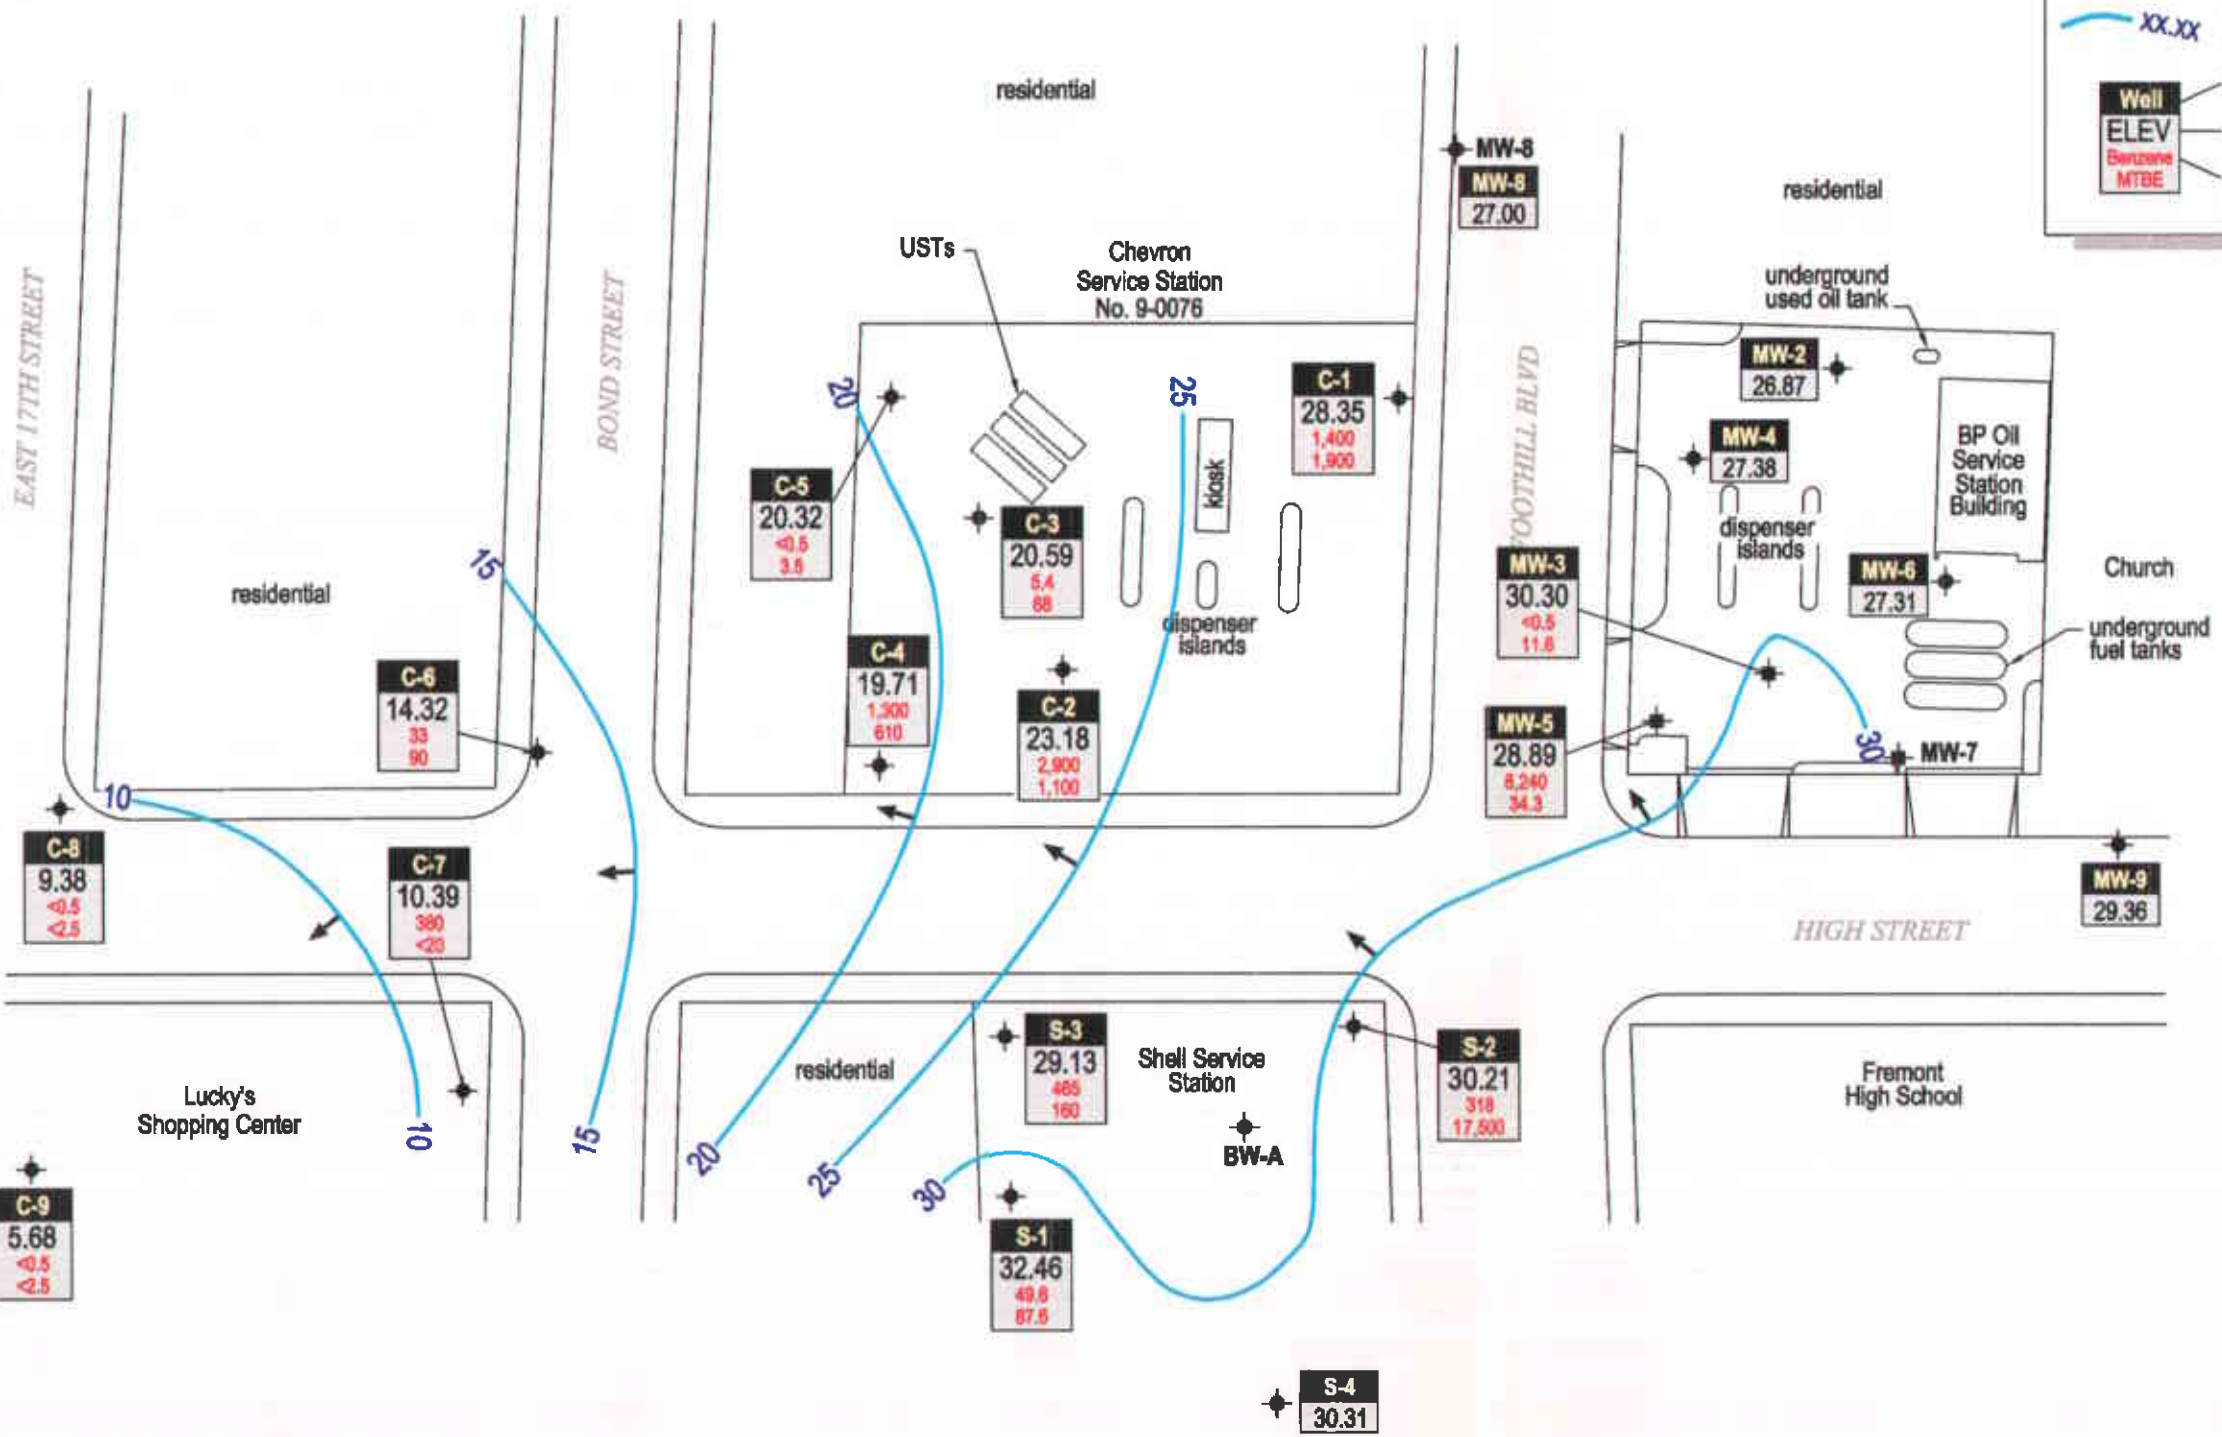 XX.XX
Well
ELEV
Benzene
MTBE
residential
MW-8
MW-8
27.00
residential
USTs
Chevron
Service Station
No. 9-0076
underground
used oil tank
EAST 17TH STREET
BOND STREET
FOOTHILL BLVD
HIGH STREET
MW-2
26.87
MW-4
27.38
BP Oil
Service
Station
Building
dispenser
islands
MW-6
27.31
Church
underground
fuel tanks
C-1
28.35
1,400
1,900
kiosk
20
25
C-5
20.32
<0.5
3.5
C-3
20.59
5.4
68
dispenser
islands
MW-3
30.30
<0.5
11.6
15
residential
C-4
19.71
1,300
610
C-2
23.18
2,900
1,100
C-6
14.32
33
90
MW-5
28.89
6,240
34.3
30
MW-7
10
C-8
9.38
<0.5
<2.5
C-7
10.39
380
<20
MW-9
29.36
S-3
29.13
465
160
residential
Shell Service
Station
S-2
30.21
318
17,500
Fremont
High School
Lucky's
Shopping Center
10
15
20
25
30
BW-A
C-9
5.68
<0.5
<2.5
S-1
32.46
49.6
87.6
S-4
30.31